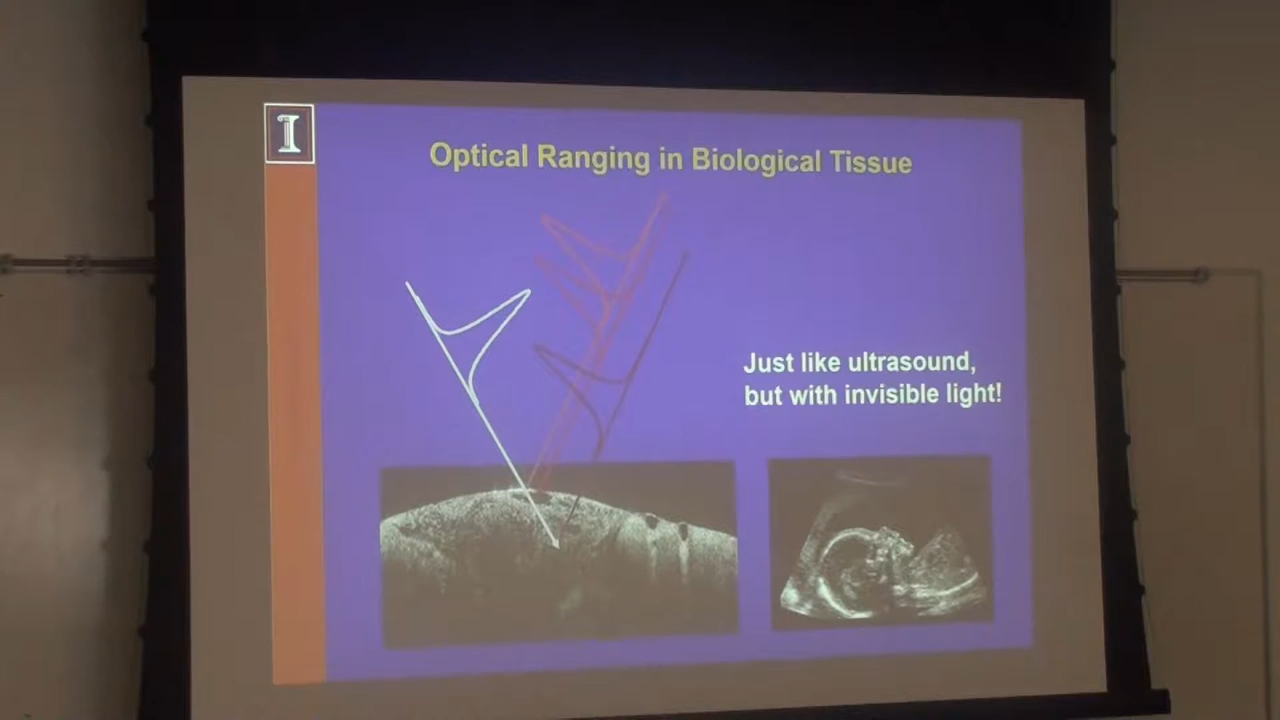 I
Optical Ranging in Biological Tissue
Just like ultrasound,
but with invisible light!